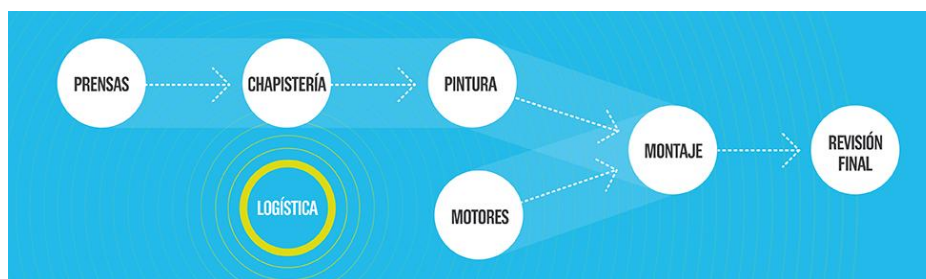 PRENSAS
CHAPISTERÍA
PINTURA
MONTAJE
REVISIÓN
FINAL
LOGÍSTICA
MOTORES